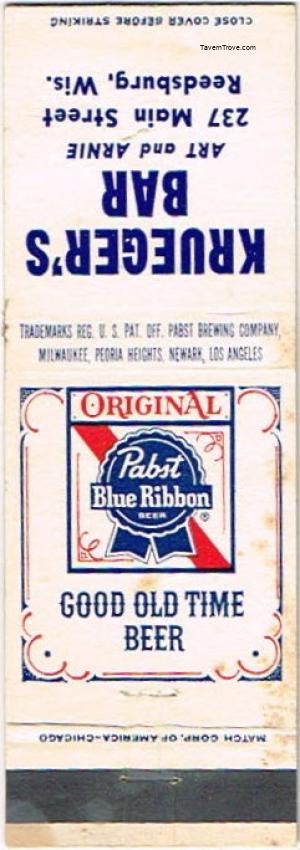 CLOSE COVER BEFORE STRIKING
TavernTrove.com
KRUEGER'S
BAR
ART and ARNIE
237 Main Street
Reedsburg, Wis.
TRADEMARKS REG. U. S. PAT. OFF. PABST BREWING COMPANY,
MILWAUKEE, PEORIA HEIGHTS, NEWARK, LOS ANGELES
ORIGINAL
Pabst
Blue Ribbon
BEER
®
GOOD OLD TIME
BEER
MATCH CORP. OF AMERICA-CHICAGO